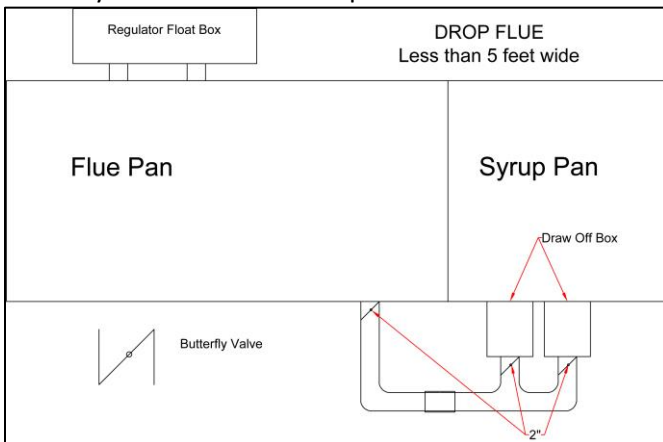 Regulator Float Box
DROP FLUE
Less than 5 feet wide
Flue Pan
Syrup Pan
Draw Off Box
Butterfly Valve
2"